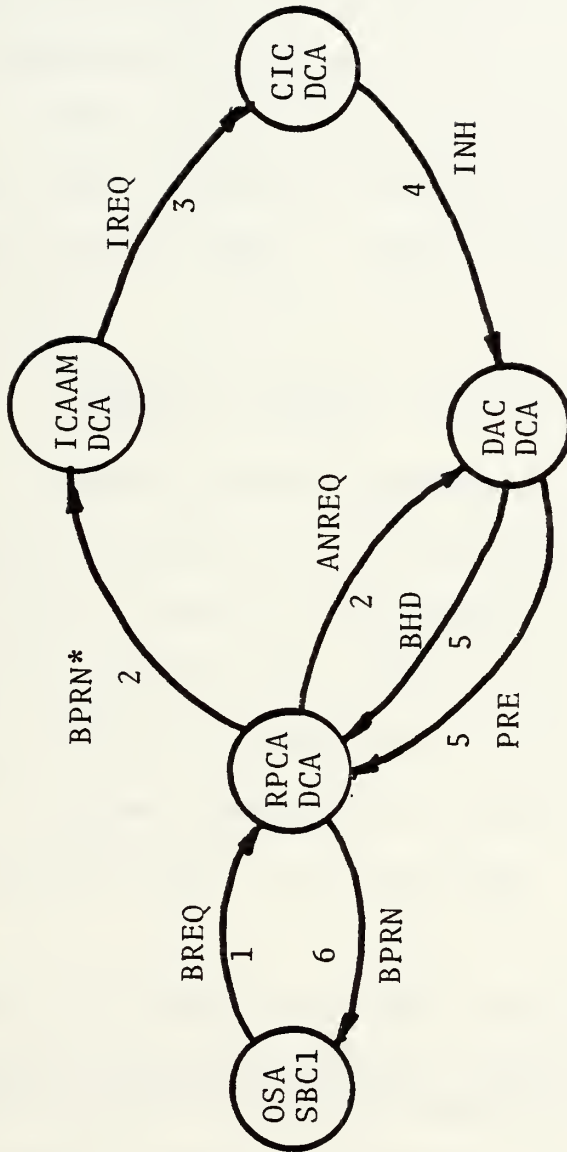 OSA
SBC1
BREQ
1
6
BPRN
RPCA
DCA
BPRN*
2
ANREQ
2
BHD
5
5
PRE
ICAAM
DCA
IREQ
3
DAC
DCA
4
INH
CIC
DCA